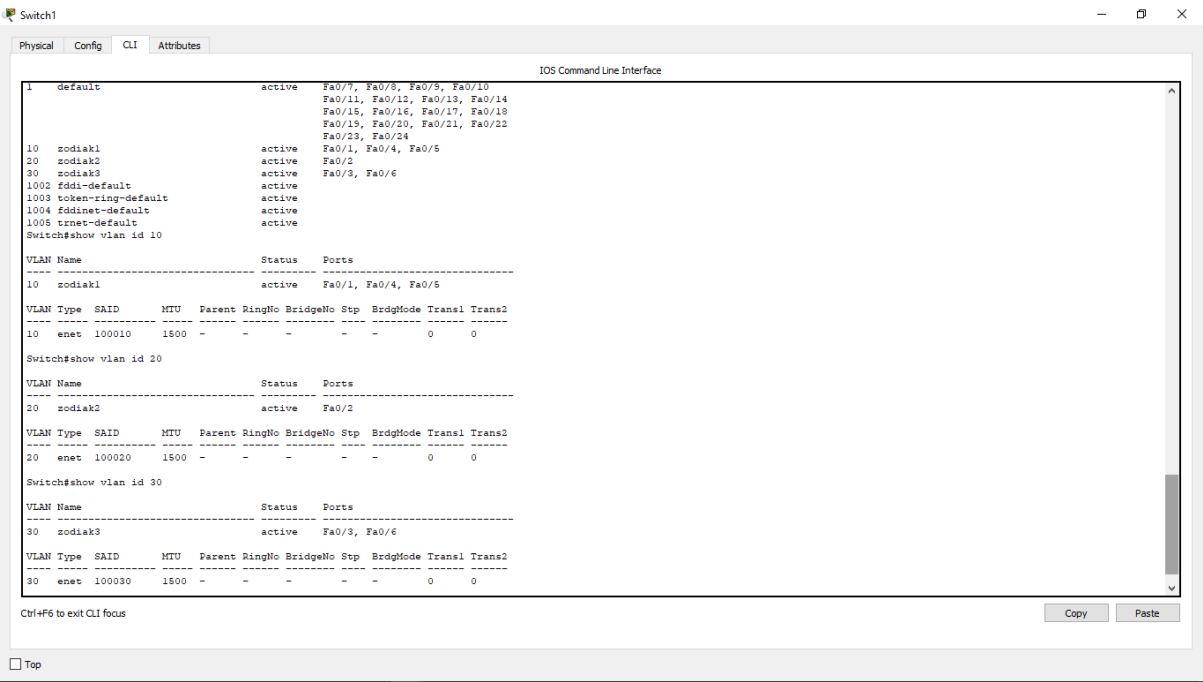 Switch1
Physical Config CLI Attributes
IOS Command Line Interface
1    default                          active    Fa0/7, Fa0/8, Fa0/9, Fa0/10
                                                Fa0/11, Fa0/12, Fa0/13, Fa0/14
                                                Fa0/15, Fa0/16, Fa0/17, Fa0/18
                                                Fa0/19, Fa0/20, Fa0/21, Fa0/22
                                                Fa0/23, Fa0/24
10   zodiak1                          active    Fa0/1, Fa0/4, Fa0/5
20   zodiak2                          active    Fa0/2
30   zodiak3                          active    Fa0/3, Fa0/6
1002 fddi-default                     active
1003 token-ring-default               active
1004 fddinet-default                  active
1005 trnet-default                    active
Switch#show vlan id 10
VLAN Name                             Status    Ports
---- -------------------------------- --------- -------------------------------
10   zodiak1                          active    Fa0/1, Fa0/4, Fa0/5
VLAN Type  SAID       MTU   Parent RingNo BridgeNo Stp  BrdgMode Trans1 Trans2
---- ----- ---------- ----- ------ ------ -------- ---- -------- ------ ------
10   enet  100010     1500  -      -      -        -    -        0      0
Switch#show vlan id 20
VLAN Name                             Status    Ports
---- -------------------------------- --------- -------------------------------
20   zodiak2                          active    Fa0/2
VLAN Type  SAID       MTU   Parent RingNo BridgeNo Stp  BrdgMode Trans1 Trans2
---- ----- ---------- ----- ------ ------ -------- ---- -------- ------ ------
20   enet  100020     1500  -      -      -        -    -        0      0
Switch#show vlan id 30
VLAN Name                             Status    Ports
---- -------------------------------- --------- -------------------------------
30   zodiak3                          active    Fa0/3, Fa0/6
VLAN Type  SAID       MTU   Parent RingNo BridgeNo Stp  BrdgMode Trans1 Trans2
---- ----- ---------- ----- ------ ------ -------- ---- -------- ------ ------
30   enet  100030     1500  -      -      -        -    -        0      0
Ctrl+F6 to exit CLI focus
Copy Paste
Top